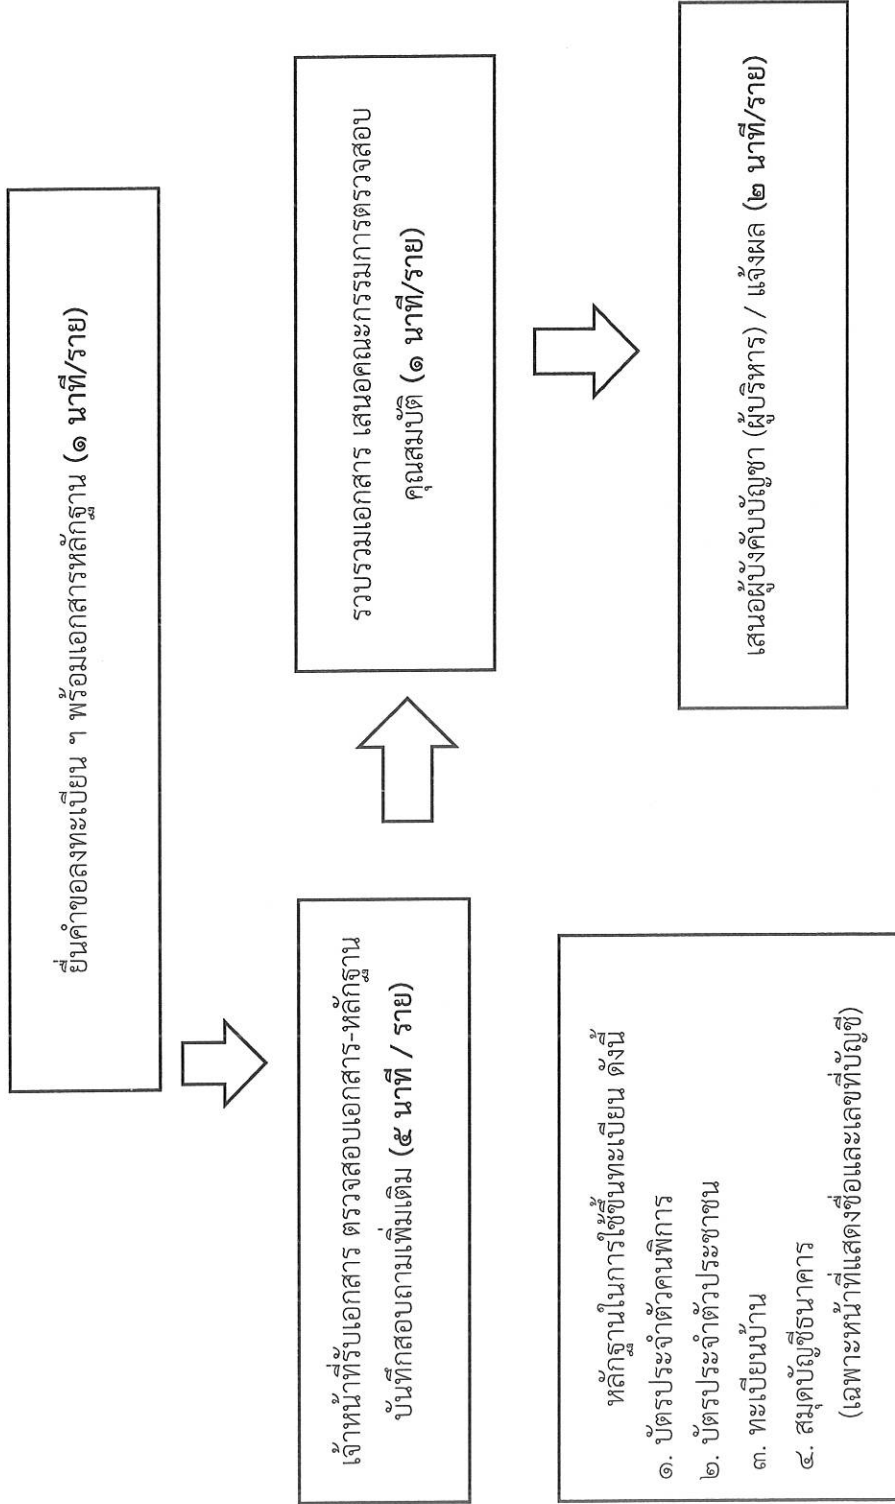 ยื่นคำขอลงทะเบียน ฯ พร้อมเอกสารหลักฐาน (๑ นาที/ราย)
เจ้าหน้าที่รับเอกสาร ตรวจสอบเอกสาร-หลักฐาน
บันทึกสอบถามเพิ่มเติม (๕ นาที / ราย)
รวบรวมเอกสาร เสนอคณะกรรมการตรวจสอบ
คุณสมบัติ (๑ นาที/ราย)
เสนอผู้บังคับบัญชา (ผู้บริหาร) / แจ้งผล (๒ นาที/ราย)
หลักฐานในการใช้ขึ้นทะเบียน ดังนี้
๑. บัตรประจำตัวคนพิการ
๒. บัตรประจำตัวประชาชน
๓. ทะเบียนบ้าน
๔. สมุดบัญชีธนาคาร
(เฉพาะหน้าที่แสดงชื่อและเลขที่บัญชี)